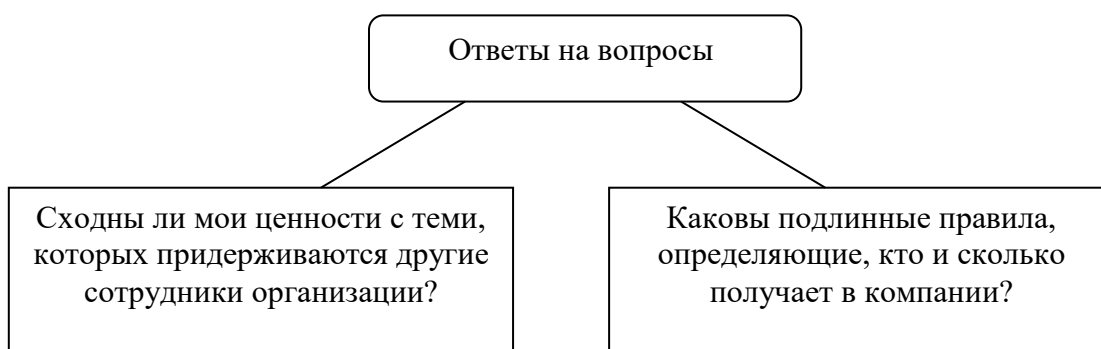 Ответы на вопросы
Сходны ли мои ценности с теми,
которых придерживаются другие
сотрудники организации?
Каковы подлинные правила,
определяющие, кто и сколько
получает в компании?